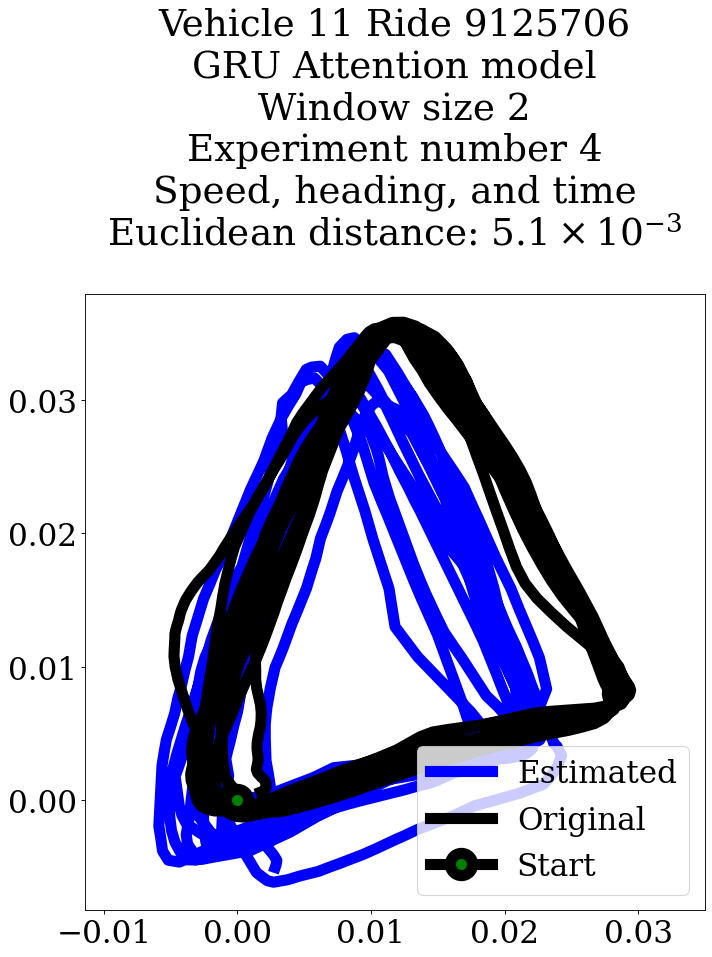 Vehicle 11 Ride 9125706
GRU Attention model
Window size 2
Experiment number 4
Speed, heading, and time
Euclidean distance: 5.1 × 10⁻³
0.03
0.02
0.01
0.00
Estimated
Original
Start
−0.01 0.00 0.01 0.02 0.03